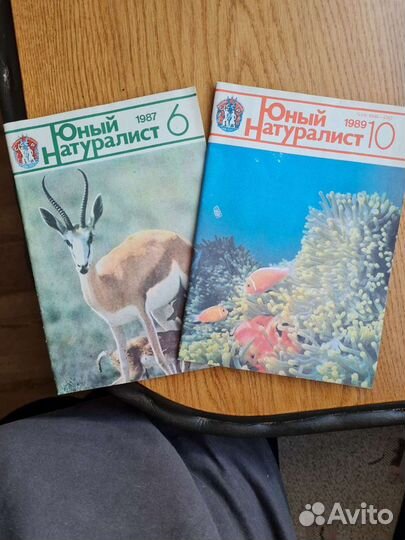 Юный
Натуралист
1987
6
Юный
Натуралист
1989
10
Avito